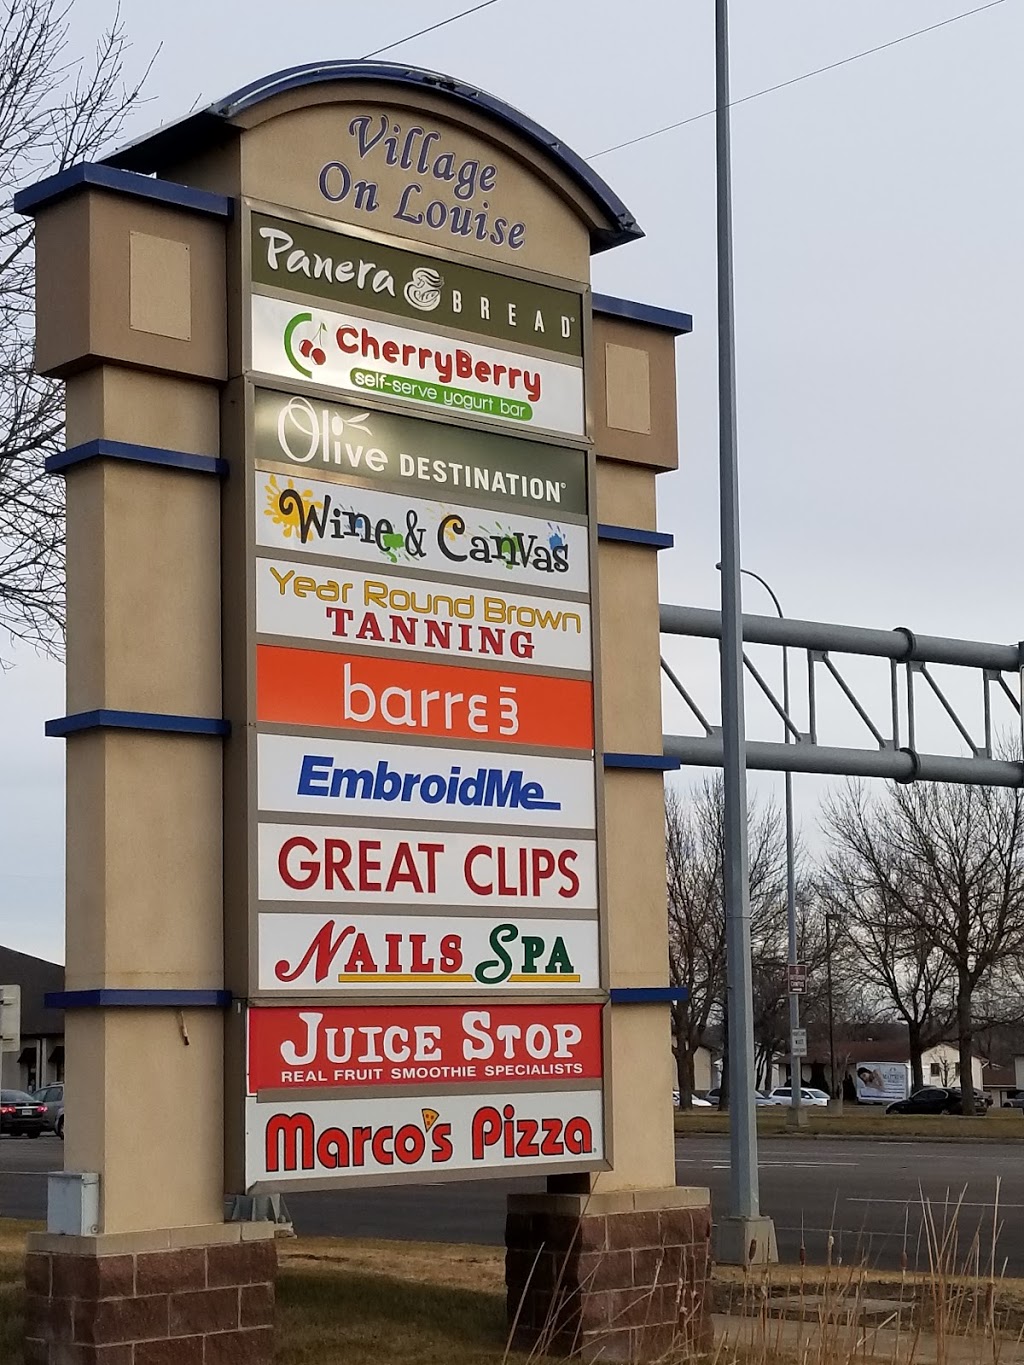 Village
On Louise
Panera BREAD
CherryBerry
self-serve yogurt bar
Olive DESTINATION
Wine & Canvas
Year Round Brown
TANNING
barre3
EmbroidMe
GREAT CLIPS
NAILS SPA
JUICE STOP
REAL FRUIT SMOOTHIE SPECIALISTS
Marco's Pizza